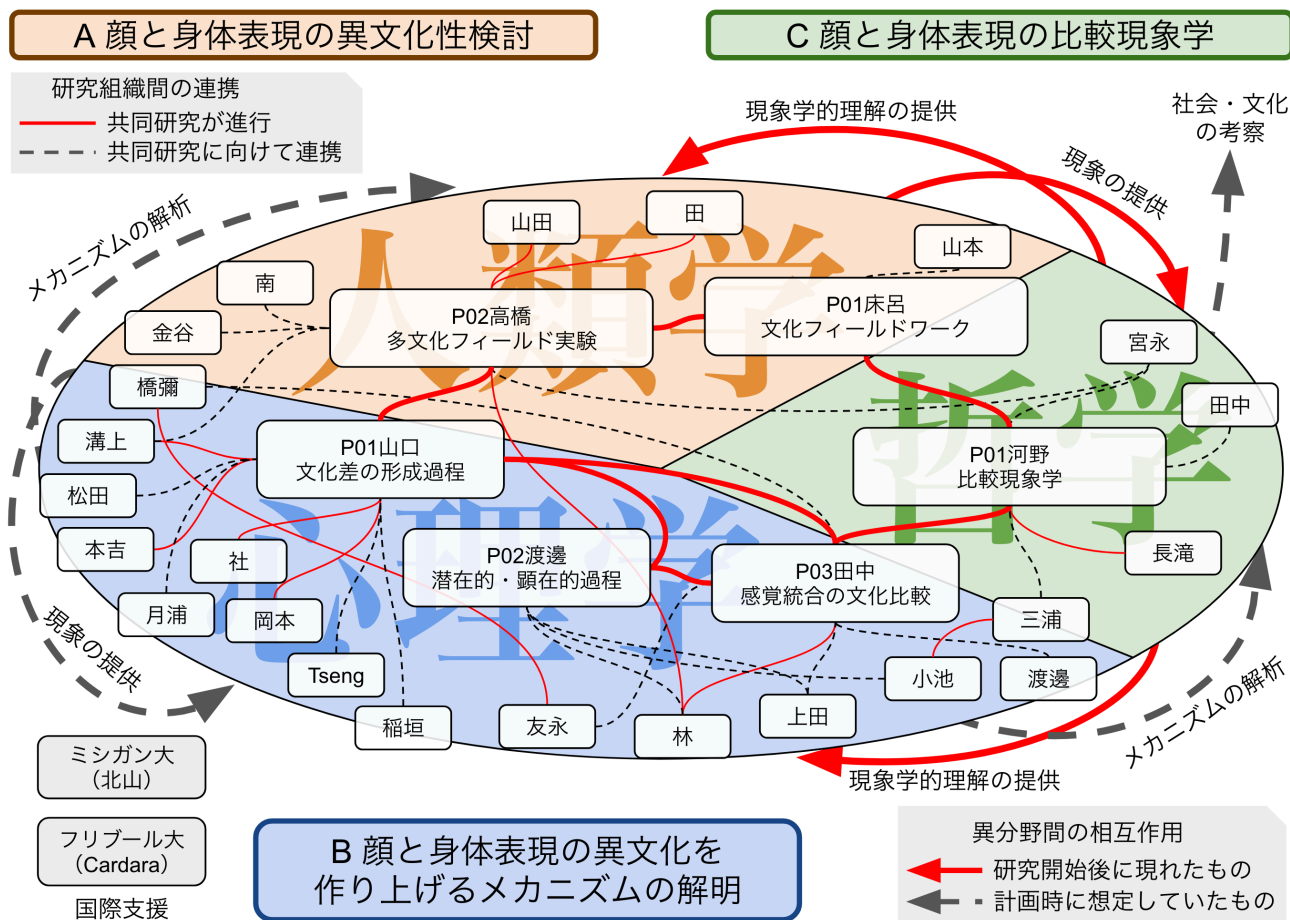 A 顔と身体表現の異文化性検討
C 顔と身体表現の比較現象学
研究組織間の連携
共同研究が進行
共同研究に向けて連携
現象学的理解の提供
社会・文化
の考察
現象の提供
メカニズムの解析
人類学
哲学
心理学
山田
田
山本
南
金谷
P02高橋
多文化フィールド実験
P01床呂
文化フィールドワーク
宮永
田中
橋彌
溝上
松田
本吉
P01山口
文化差の形成過程
P01河野
比較現象学
社
月浦
岡本
P02渡邊
潜在的・顕在的過程
P03田中
感覚統合の文化比較
長滝
三浦
Tseng
稲垣
友永
林
上田
小池
渡邊
現象の提供
メカニズムの解析
現象学的理解の提供
ミシガン大
（北山）
フリブール大
（Cardara）
国際支援
B 顔と身体表現の異文化を
作り上げるメカニズムの解明
異分野間の相互作用
研究開始後に現れたもの
計画時に想定していたもの